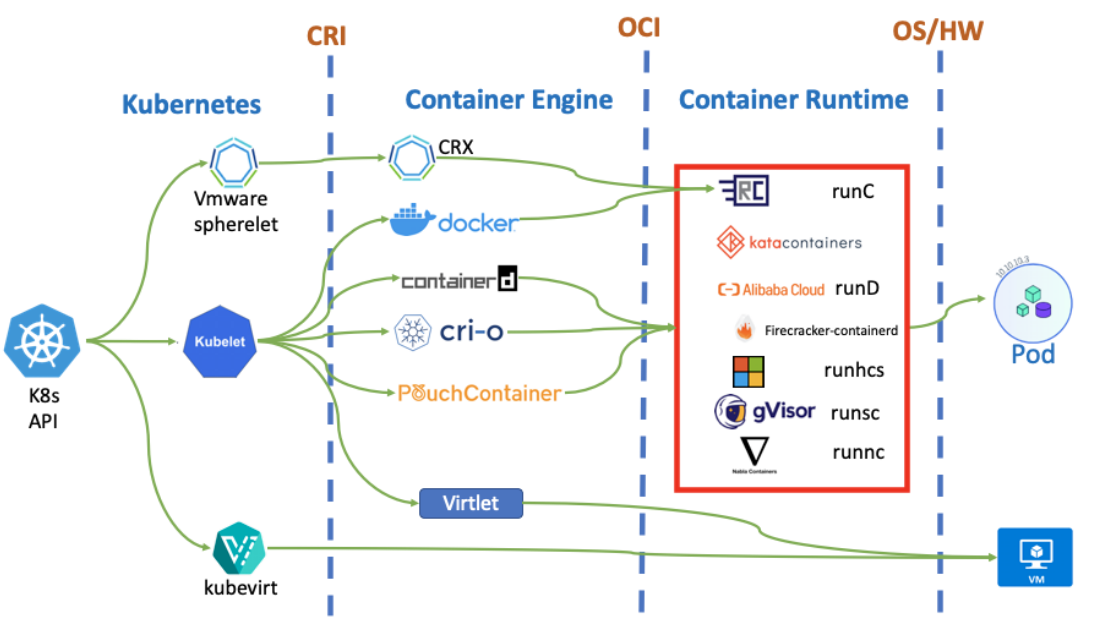 CRI
OCI
OS/HW
Kubernetes
Container Engine
Container Runtime
Vmware
spherelet
CRX
docker
containerd
cri-o
PouchContainer
Kubelet
K8s
API
RC
runC
katacontainers
Alibaba Cloud runD
Firecracker-containerd
runhcs
gVisor runsc
Nabla Containers
runnc
10.10.10.3
Pod
Virtlet
kubevirt
VM